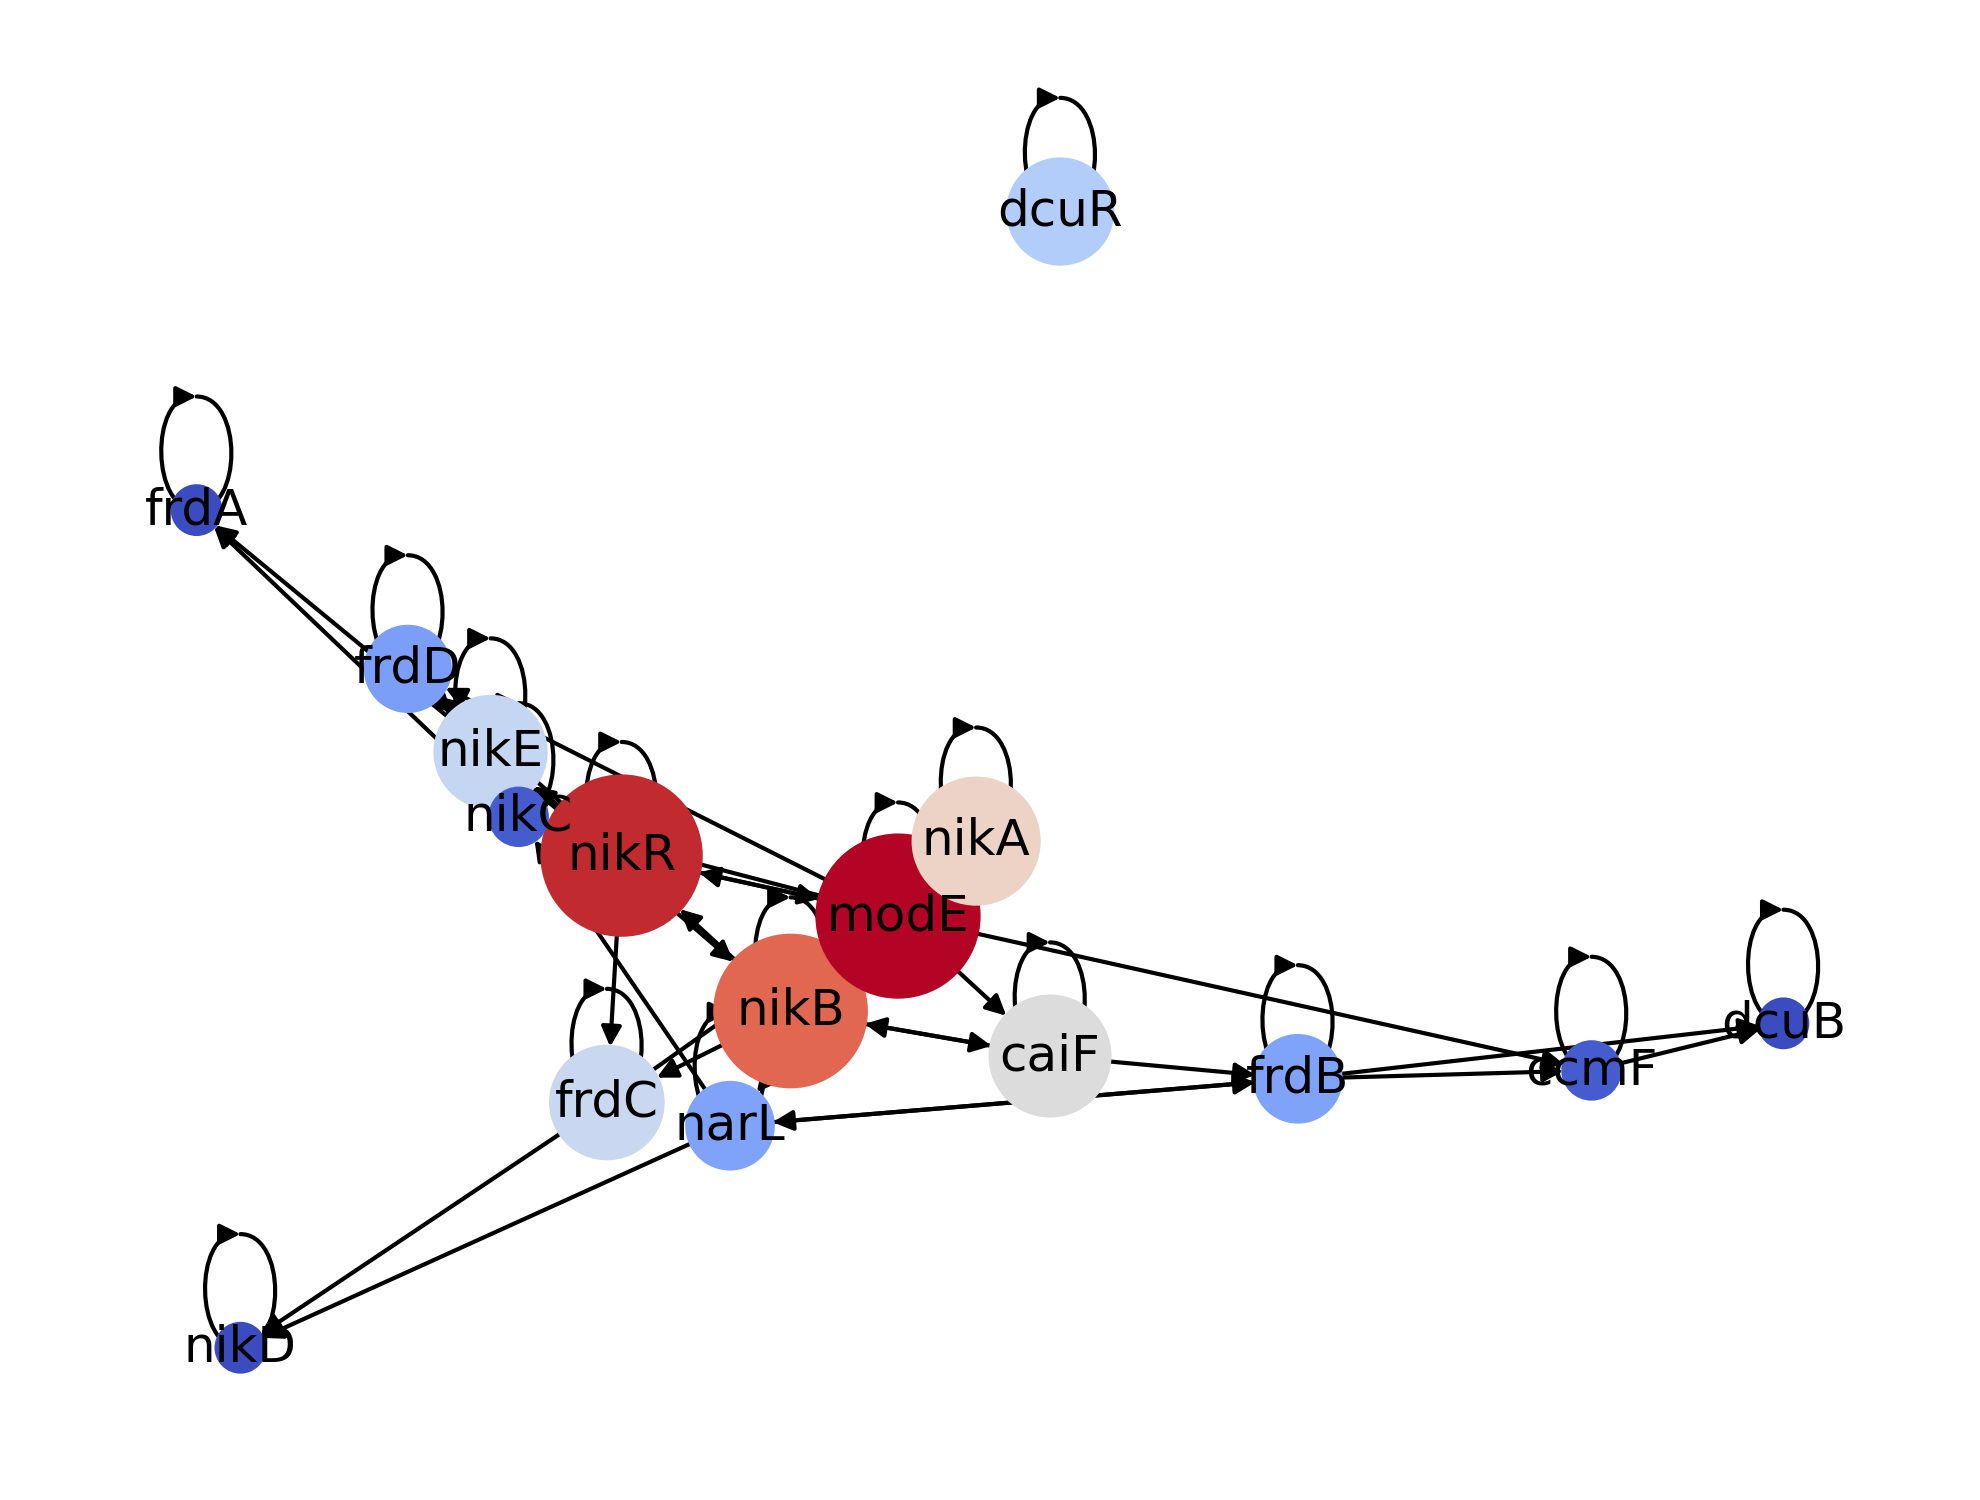 dcuR
frdA
frdD
nikE
nikC
nikR
nikA
modE
nikB
caiF
frdB
ccmF
dcuB
frdC
narL
nikD